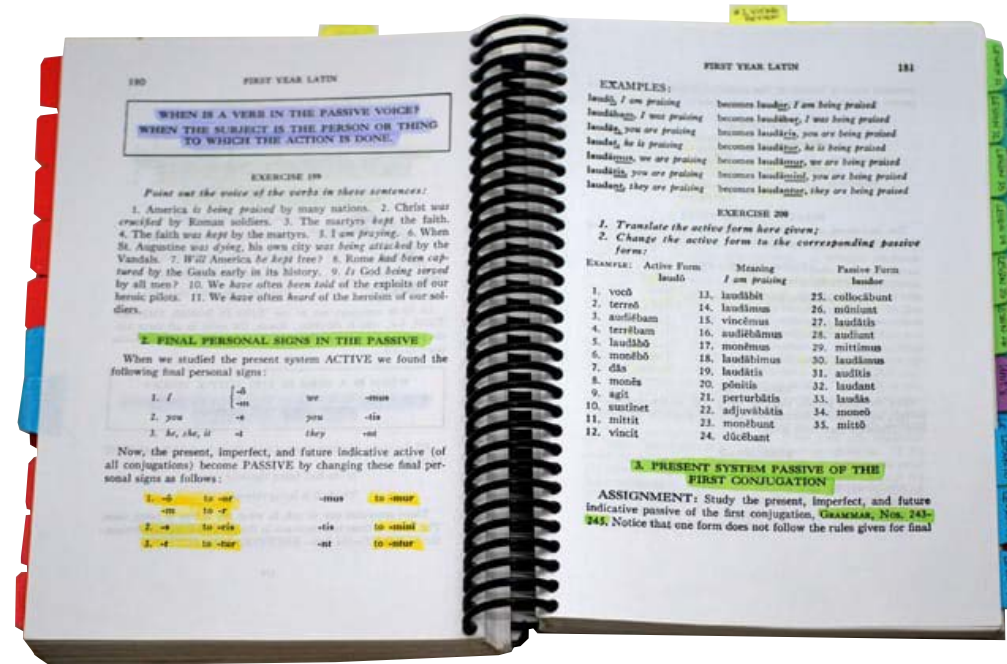 #1 VICTORY REVIEW
180 FIRST YEAR LATIN
WHEN IS A VERB IN THE PASSIVE VOICE?
WHEN THE SUBJECT IS THE PERSON OR THING
TO WHICH THE ACTION IS DONE.
EXERCISE 199
Point out the voice of the verbs in these sentences:
1. America is being praised by many nations. 2. Christ was
crucified by Roman soldiers. 3. The martyrs kept the faith.
4. The faith was kept by the martyrs. 5. I am praying. 6. When
St. Augustine was dying, his own city was being attacked by the
Vandals. 7. Will America be kept free? 8. Rome had been cap-
tured by the Gauls early in its history. 9. Is God being served
by all men? 10. We have often been told of the exploits of our
heroic pilots. 11. We have often heard of the heroism of our sol-
diers.
2. FINAL PERSONAL SIGNS IN THE PASSIVE
When we studied the present system ACTIVE we found the
following final personal signs:
1. I -ō we -mus
-m
2. you -s you -tis
3. he, she, it -t they -nt
Now, the present, imperfect, and future indicative active (of
all conjugations) become PASSIVE by changing these final per-
sonal signs as follows:
1. -ō to -or -mus to -mur
-m to -r
2. -s to -ris -tis to -mini
3. -t to -tur -nt to -ntur
FIRST YEAR LATIN 181
EXAMPLES:
laudō, I am praising becomes laudor, I am being praised
laudābam, I was praising becomes laudābar, I was being praised
laudās, you are praising becomes laudāris, you are being praised
laudat, he is praising becomes laudātur, he is being praised
laudāmus, we are praising becomes laudāmur, we are being praised
laudātis, you are praising becomes laudāminī, you are being praised
laudant, they are praising becomes laudantur, they are being praised
EXERCISE 200
1. Translate the active form here given;
2. Change the active form to the corresponding passive
form:
EXAMPLE: Active Form Meaning Passive Form
laudō I am praising laudor
1. vocō 13. laudābit 25. collocābunt
2. terreō 14. laudāmus 26. mūniunt
3. audiēbam 15. vincēmus 27. laudātis
4. terrēbam 16. audiēbāmus 28. audiunt
5. laudābō 17. monēmus 29. mittimus
6. monēbō 18. laudābimus 30. laudāmus
7. dās 19. laudātis 31. audītis
8. monēs 20. pōnitis 32. laudant
9. agit 21. perturbātis 33. laudās
10. sustinet 22. adjuvābātis 34. moneō
11. mittit 23. monēbunt 35. mittō
12. vincit 24. dūcēbant
3. PRESENT SYSTEM PASSIVE OF THE
FIRST CONJUGATION
ASSIGNMENT: Study the present, imperfect, and future
indicative passive of the first conjugation, GRAMMAR, NOS. 243-
245. Notice that one form does not follow the rules given for final